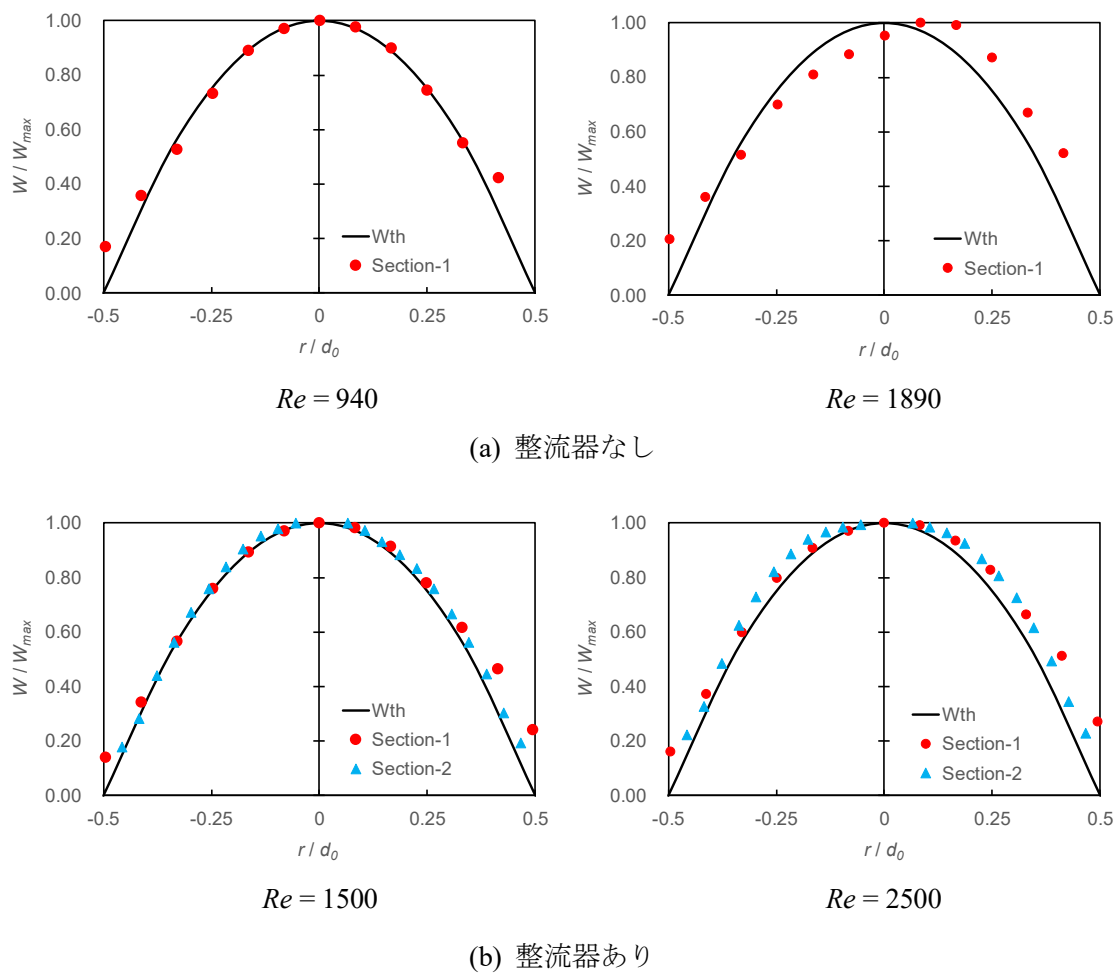 1.00
0.80
0.60
0.40
0.20
0.00
W / Wmax
-0.5
-0.25
0
0.25
0.5
r / d0
Wth
Section-1
Re = 940
1.00
0.80
0.60
0.40
0.20
0.00
W / Wmax
-0.5
-0.25
0
0.25
0.5
r / d0
Wth
Section-1
Re = 1890
(a) 整流器なし
1.00
0.80
0.60
0.40
0.20
0.00
W / Wmax
-0.5
-0.25
0
0.25
0.5
r / d0
Wth
Section-1
Section-2
Re = 1500
1.00
0.80
0.60
0.40
0.20
0.00
W / Wmax
-0.5
-0.25
0
0.25
0.5
r / d0
Wth
Section-1
Section-2
Re = 2500
(b) 整流器あり